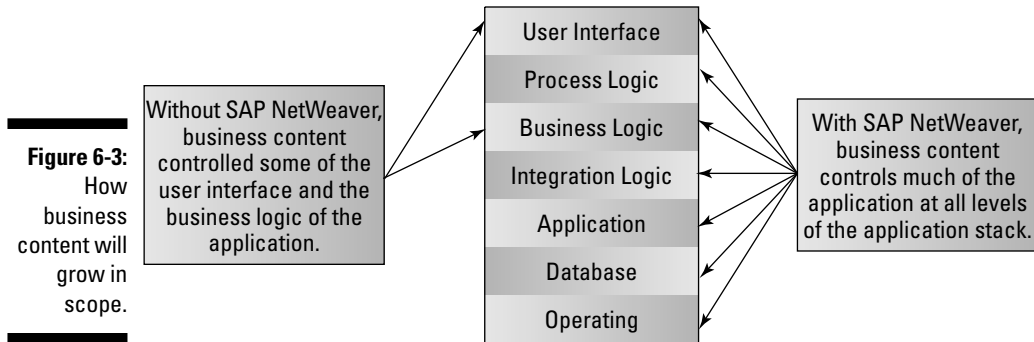 Figure 6-3:
How
business
content will
grow in
scope.
Without SAP NetWeaver,
business content
controlled some of the
user interface and the
business logic of the
application.
User Interface
Process Logic
Business Logic
Integration Logic
Application
Database
Operating
With SAP NetWeaver,
business content
controls much of the
application at all levels
of the application stack.